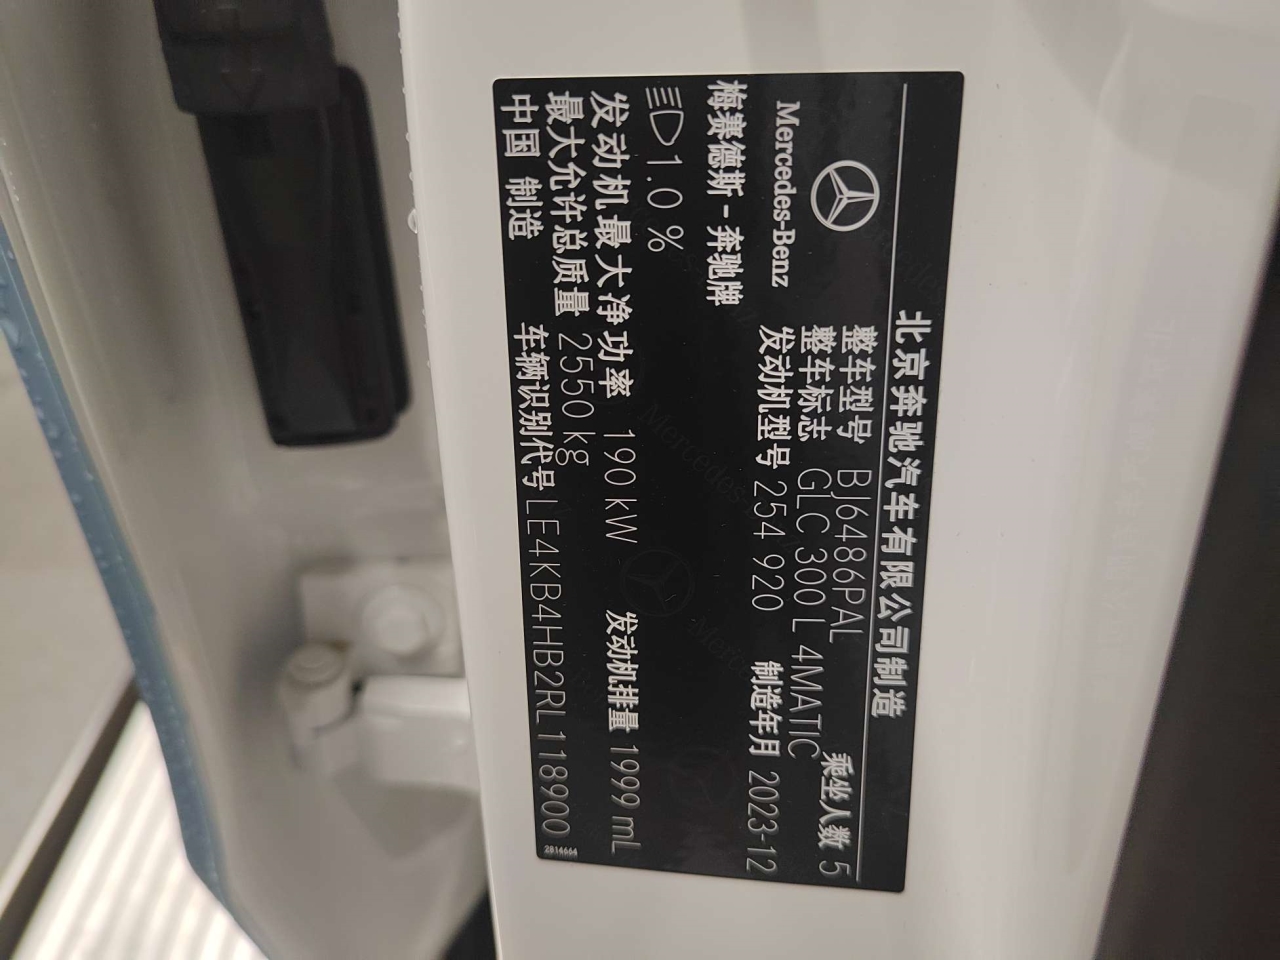 北京奔驰汽车有限公司制造
Mercedes-Benz
整车型号 BJ6486PAL
整车标志 GLC 300 L 4MATIC 乘坐人数 5
发动机型号 254 920 制造年月 2023-12
梅赛德斯-奔驰牌
1.0 %
发动机最大净功率 190 kW 发动机排量 1999 mL
最大允许总质量 2550 kg
中国 制造 车辆识别代号 LE4KB4HB2RL118900
2814664